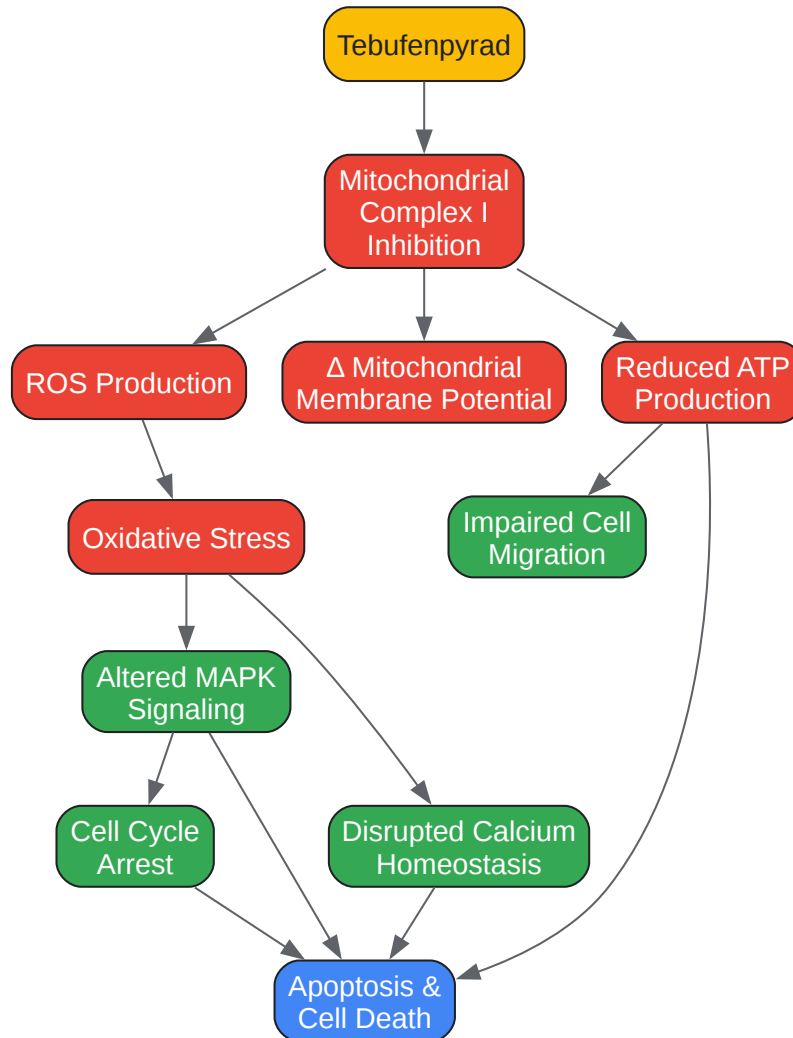 Tebufenpyrad
Mitochondrial
Complex I
Inhibition
ROS Production
Δ Mitochondrial
Membrane Potential
Reduced ATP
Production
Oxidative Stress
Impaired Cell
Migration
Altered MAPK
Signaling
Cell Cycle
Arrest
Disrupted Calcium
Homeostasis
Apoptosis &
Cell Death